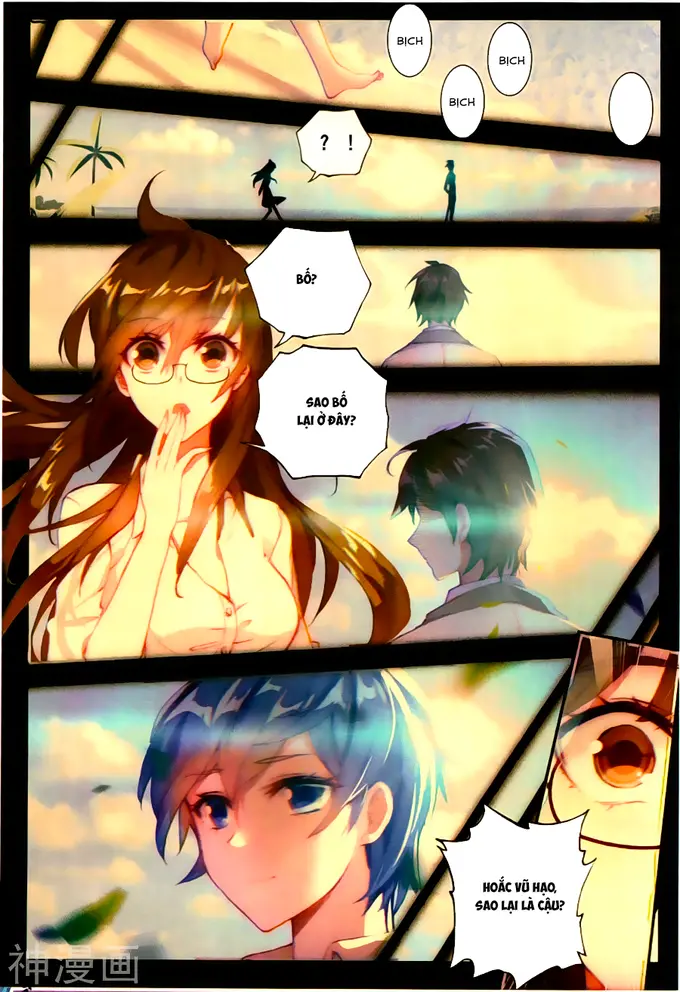 BỊCH
BỊCH
BỊCH
? !
BỐ?
SAO BỐ
LẠI Ở ĐÂY?
HOẮC VŨ HẠO,
SAO LẠI LÀ CẬU?
神漫画